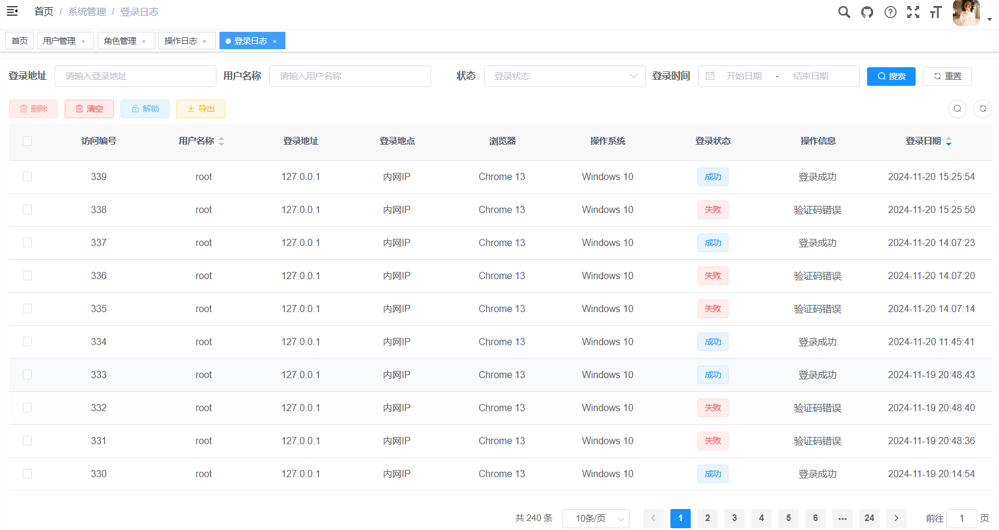 首页 / 系统管理 / 登录日志
首页 用户管理 × 角色管理 × 操作日志 × 登录日志 ×
登录地址 请输入登录地址 用户名称 请输入用户名称 状态 登录状态 登录时间 开始日期 - 结束日期 搜索 重置
删除 清空 解锁 导出
访问编号 用户名称 登录地址 登录地点 浏览器 操作系统 登录状态 操作信息 登录日期
339 root 127.0.0.1 内网IP Chrome 13 Windows 10 成功 登录成功 2024-11-20 15:25:54
338 root 127.0.0.1 内网IP Chrome 13 Windows 10 失败 验证码错误 2024-11-20 15:25:50
337 root 127.0.0.1 内网IP Chrome 13 Windows 10 成功 登录成功 2024-11-20 14:07:23
336 root 127.0.0.1 内网IP Chrome 13 Windows 10 失败 验证码错误 2024-11-20 14:07:20
335 root 127.0.0.1 内网IP Chrome 13 Windows 10 失败 验证码错误 2024-11-20 14:07:14
334 root 127.0.0.1 内网IP Chrome 13 Windows 10 成功 登录成功 2024-11-20 11:45:41
333 root 127.0.0.1 内网IP Chrome 13 Windows 10 成功 登录成功 2024-11-19 20:48:43
332 root 127.0.0.1 内网IP Chrome 13 Windows 10 失败 验证码错误 2024-11-19 20:48:40
331 root 127.0.0.1 内网IP Chrome 13 Windows 10 失败 验证码错误 2024-11-19 20:48:36
330 root 127.0.0.1 内网IP Chrome 13 Windows 10 成功 登录成功 2024-11-19 20:14:54
共 240 条 10条/页 1 2 3 4 5 6 ... 24 前往 1 页